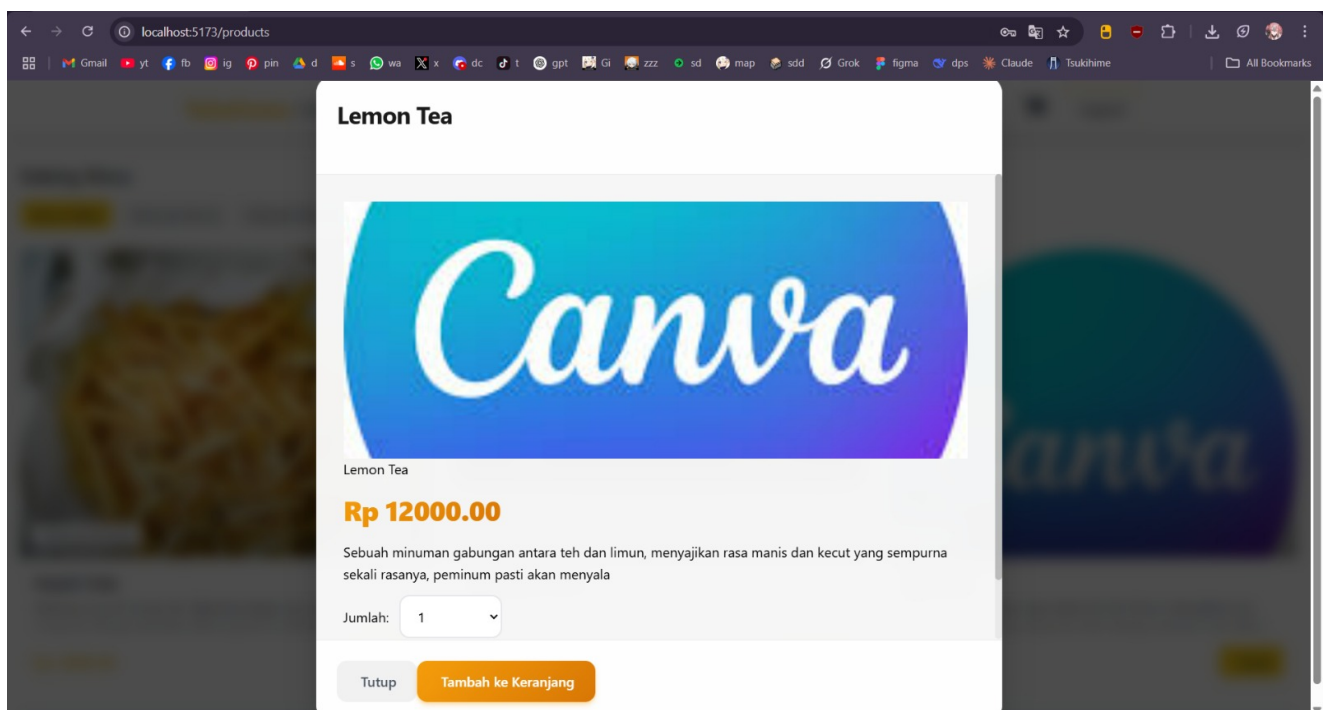 localhost:5173/products
Gmail yt fb ig pin d s wa x dc t gpt Gi zzz sd map sdd Grok figma dps Claude Tsukihime All Bookmarks
Lemon Tea
Canva
Lemon Tea
Rp 12000.00
Sebuah minuman gabungan antara teh dan limun, menyajikan rasa manis dan kecut yang sempurna
sekali rasanya, peminum pasti akan menyala
Jumlah: 1
Tutup Tambah ke Keranjang